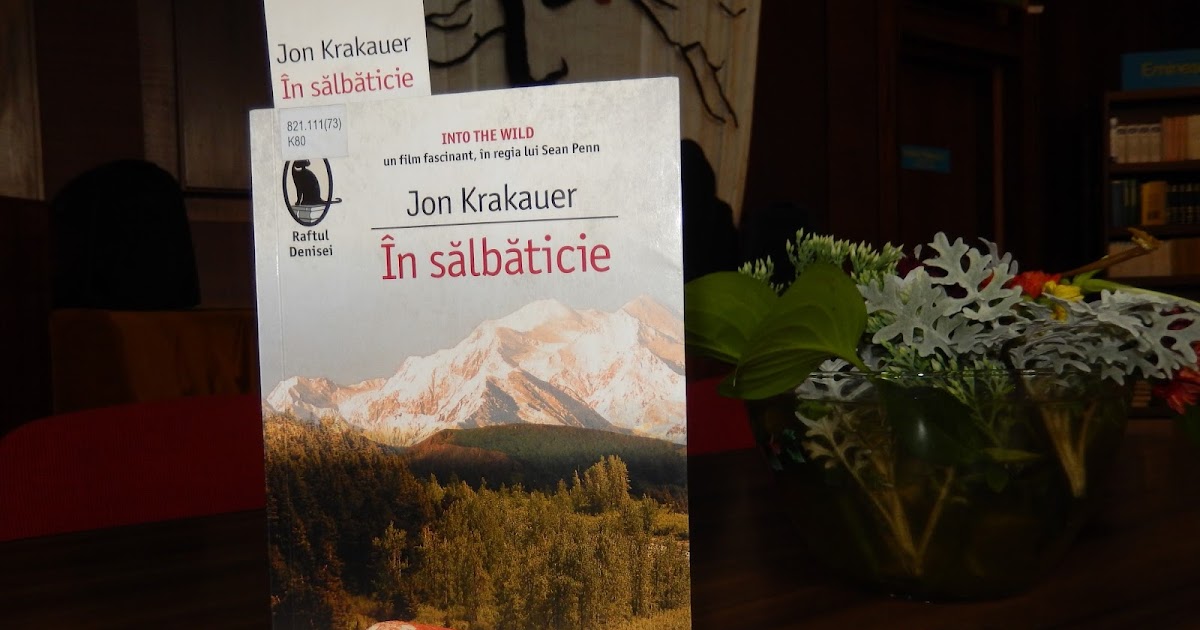 Jon Krakauer
În sălbăticie
821.111(73)
K80
INTO THE WILD
un film fascinant, în regia lui Sean Penn
Raftul
Denisei
Jon Krakauer
În sălbăticie